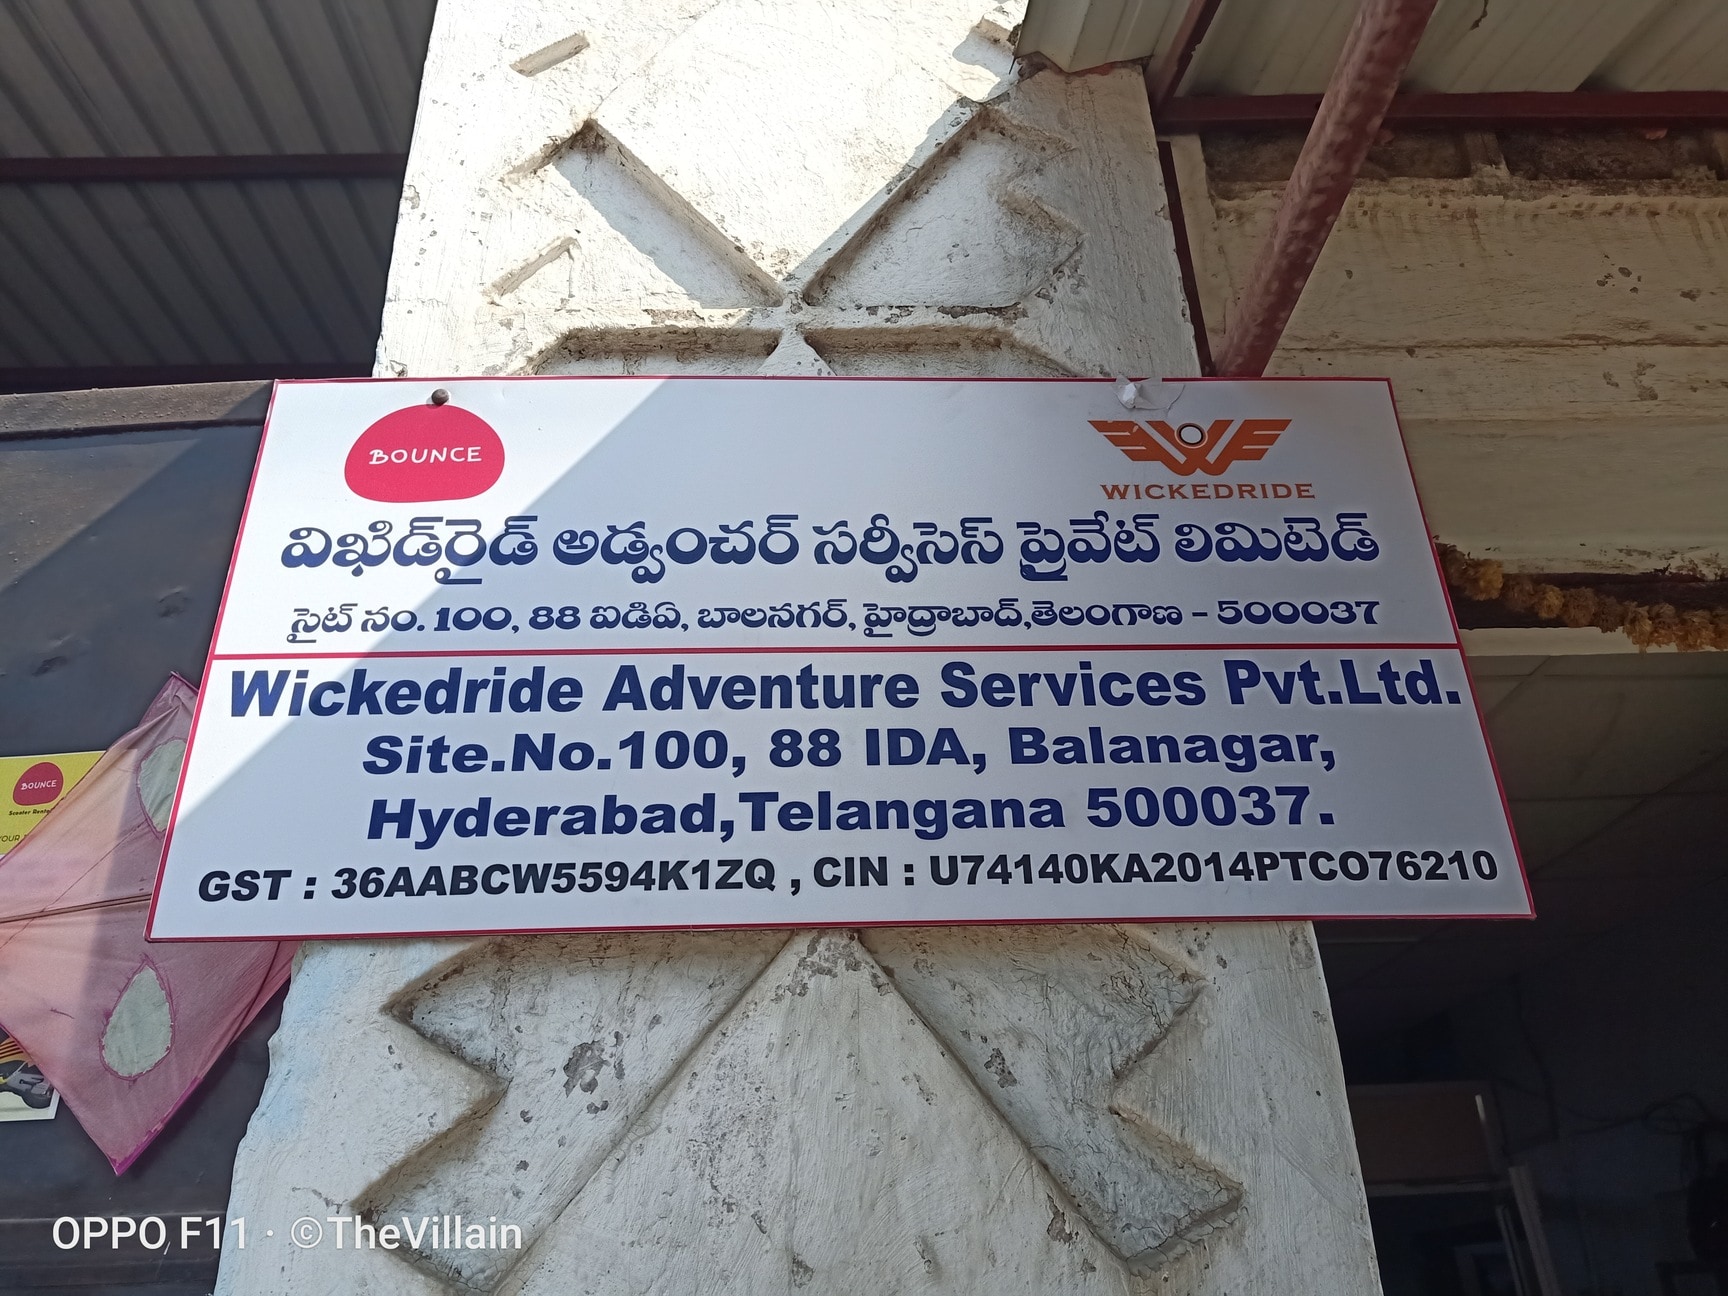 BOUNCE
WICKEDRIDE
విఖిడ్‌రైడ్ అడ్వంచర్ సర్వీసెస్ ప్రైవేట్ లిమిటెడ్
సైట్ నం. 100, 88 ఐడిఏ, బాలనగర్, హైద్రాబాద్,తెలంగాణ - 500037
Wickedride Adventure Services Pvt.Ltd.
Site.No.100, 88 IDA, Balanagar,
Hyderabad,Telangana 500037.
GST : 36AABCW5594K1ZQ , CIN : U74140KA2014PTCO76210
BOUNCE
OPPO F11 · ©TheVillain